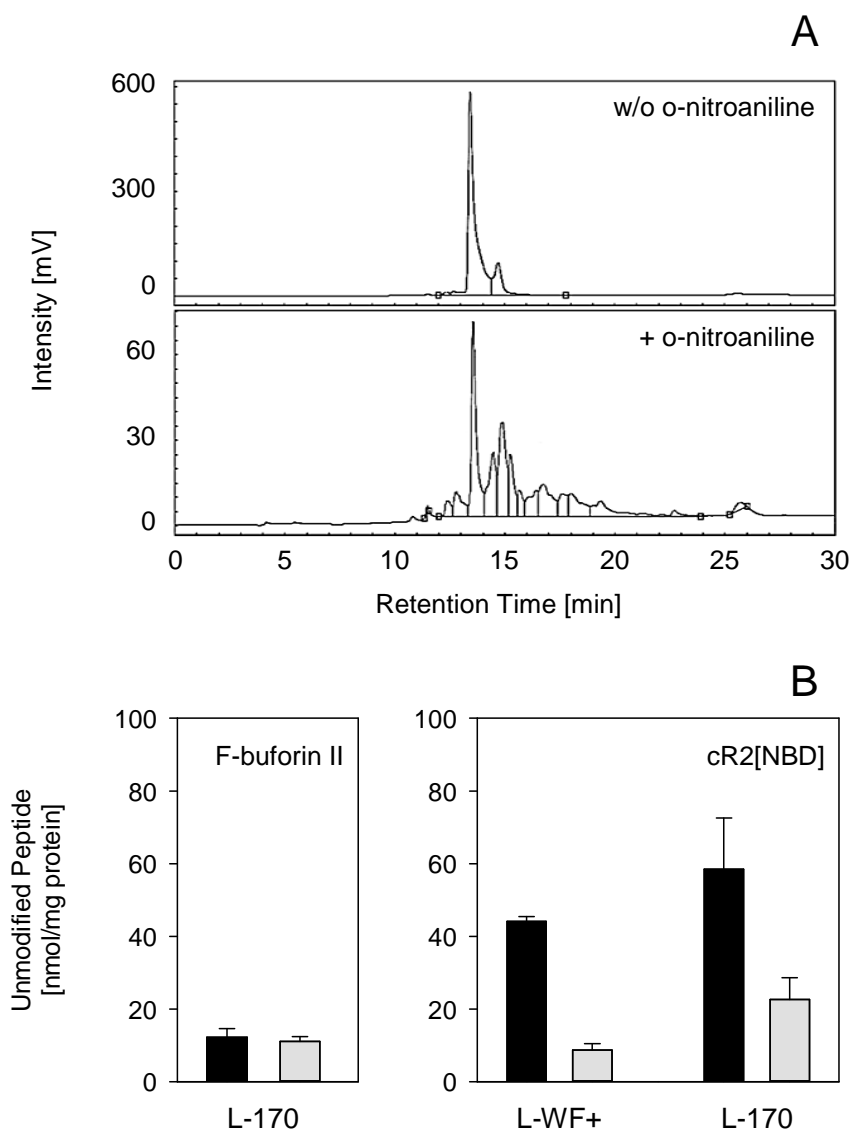 A
600
w/o o-nitroaniline
300
0
Intensity [mV]
+ o-nitroaniline
60
30
0
0 5 10 15 20 25 30
Retention Time [min]
B
100 100
F-buforin II cR2[NBD]
80 80
60 60
40 40
20 20
0 0
Unmodified Peptide
[nmol/mg protein]
L-170 L-WF+ L-170